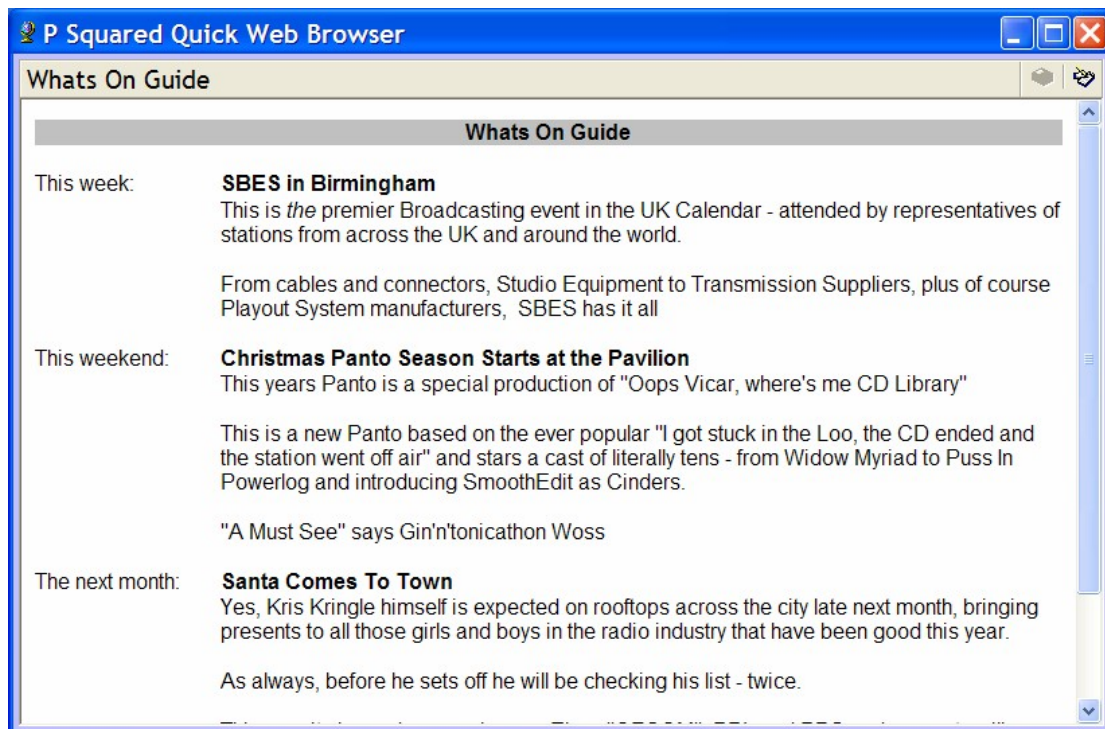 P Squared Quick Web Browser
Whats On Guide
Whats On Guide
This week: SBES in Birmingham
This is the premier Broadcasting event in the UK Calendar - attended by representatives of
stations from across the UK and around the world.
From cables and connectors, Studio Equipment to Transmission Suppliers, plus of course
Playout System manufacturers,  SBES has it all
This weekend: Christmas Panto Season Starts at the Pavilion
This years Panto is a special production of "Oops Vicar, where's me CD Library"
This is a new Panto based on the ever popular "I got stuck in the Loo, the CD ended and
the station went off air" and stars a cast of literally tens - from Widow Myriad to Puss In
Powerlog and introducing SmoothEdit as Cinders.
"A Must See" says Gin'n'tonicathon Woss
The next month: Santa Comes To Town
Yes, Kris Kringle himself is expected on rooftops across the city late next month, bringing
presents to all those girls and boys in the radio industry that have been good this year.
As always, before he sets off he will be checking his list - twice.